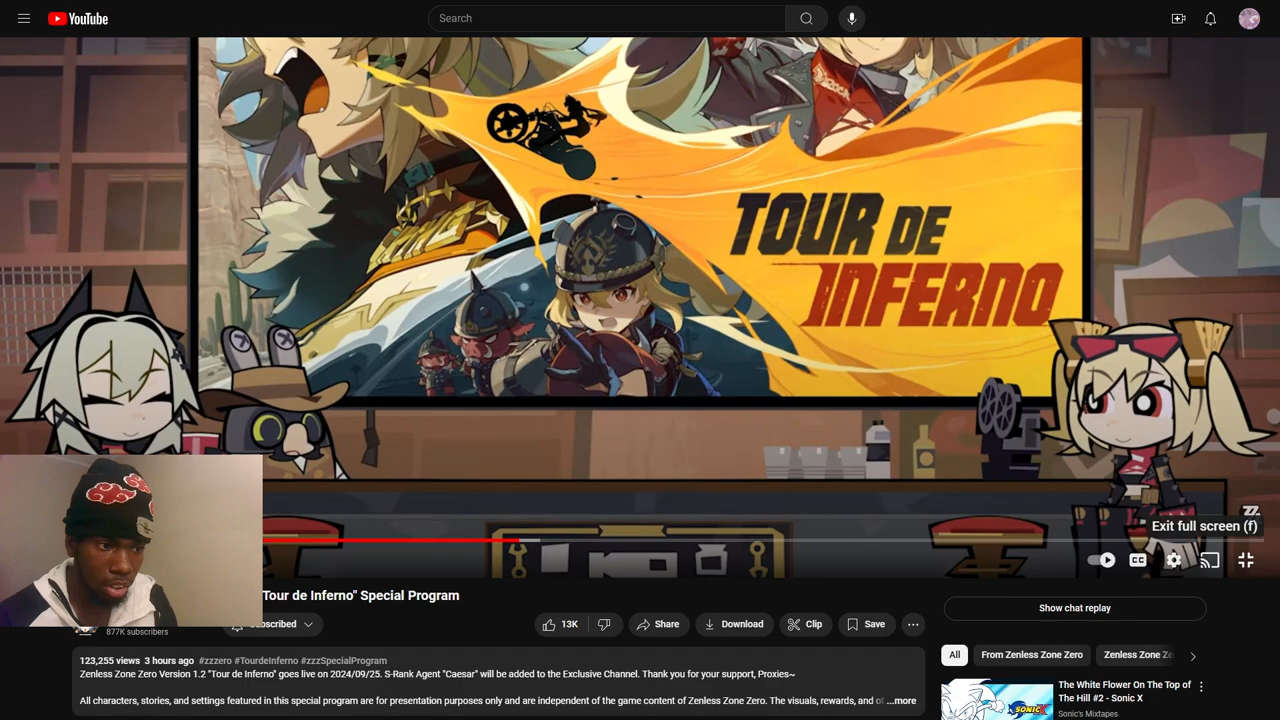 YouTube
Search
TOUR DE
INFERNO
Exit full screen (f)
CC
"Tour de Inferno" Special Program
877K subscribers
Subscribed
13K
Share
Download
Clip
Save
Show chat replay
All
From Zenless Zone Zero
Zenless Zone Ze
123,255 views 3 hours ago #zzzero #TourdeInferno #zzzSpecialProgram
Zenless Zone Zero Version 1.2 "Tour de Inferno" goes live on 2024/09/25. S-Rank Agent "Caesar" will be added to the Exclusive Channel. Thank you for your support, Proxies~
All characters, stories, and settings featured in this special program are for presentation purposes only and are independent of the game content of Zenless Zone Zero. The visuals, rewards, and ot ...more
The White Flower On The Top of
The Hill #2 - Sonic X
Sonic's Mixtapes
SONIC X